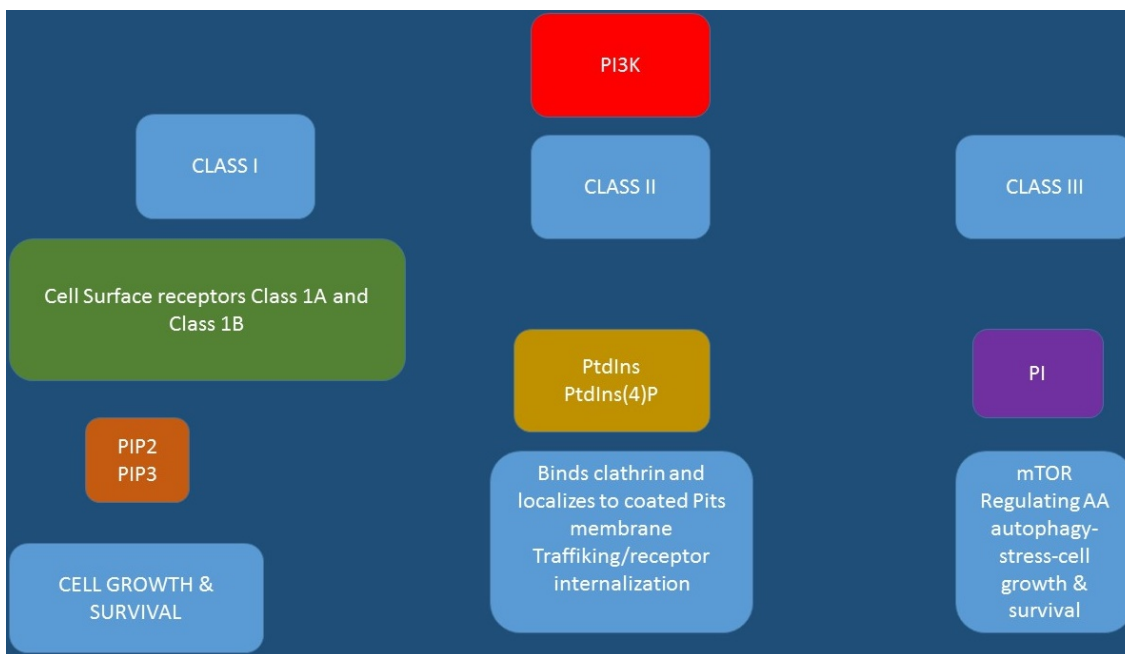 PI3K
CLASS I
CLASS II
CLASS III
Cell Surface receptors Class 1A and
Class 1B
PtdIns
PtdIns(4)P
PI
PIP2
PIP3
Binds clathrin and
localizes to coated Pits
membrane
Traffiking/receptor
internalization
mTOR
Regulating AA
autophagy-
stress-cell
growth &
survival
CELL GROWTH &
SURVIVAL